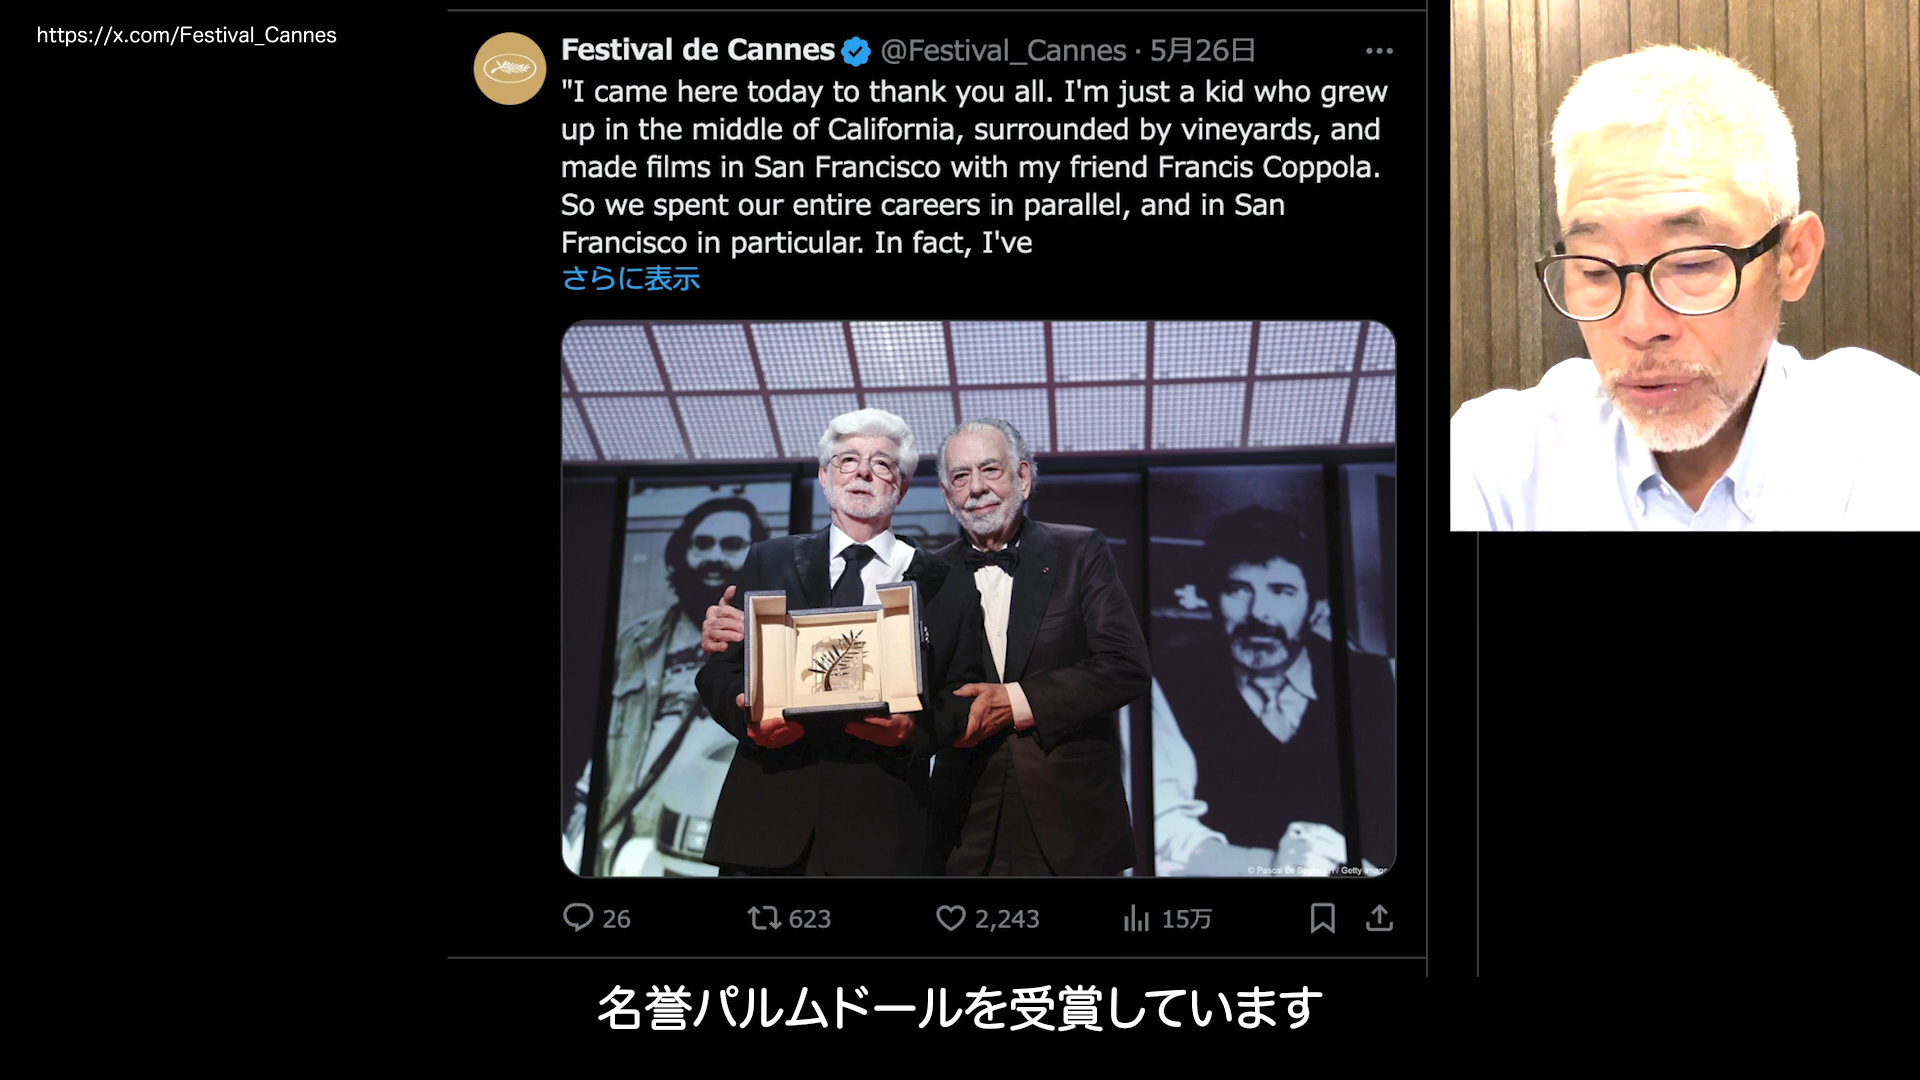 https://x.com/Festival_Cannes
Festival de Cannes @Festival_Cannes · 5月26日
"I came here today to thank you all. I'm just a kid who grew
up in the middle of California, surrounded by vineyards, and
made films in San Francisco with my friend Francis Coppola.
So we spent our entire careers in parallel, and in San
Francisco in particular. In fact, I've
さらに表示
26 623 2,243 15万
名誉パルムドールを受賞しています